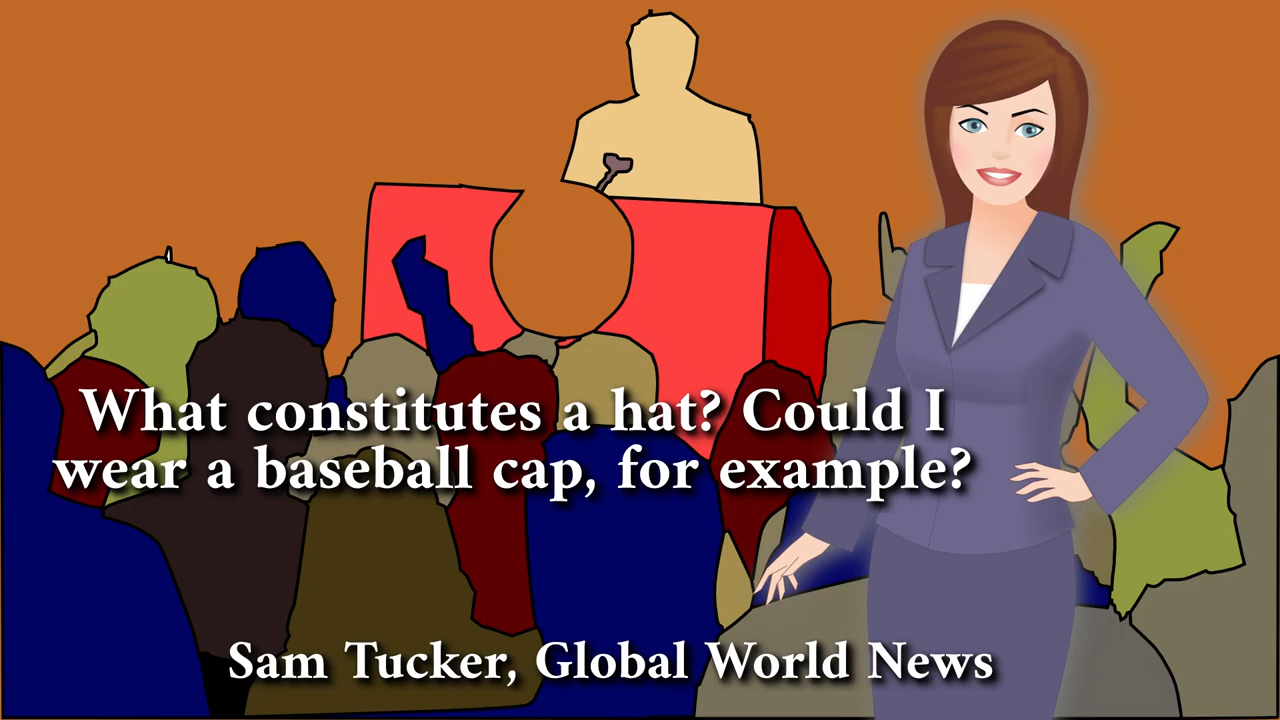 What constitutes a hat? Could I
wear a baseball cap, for example?
Sam Tucker, Global World News